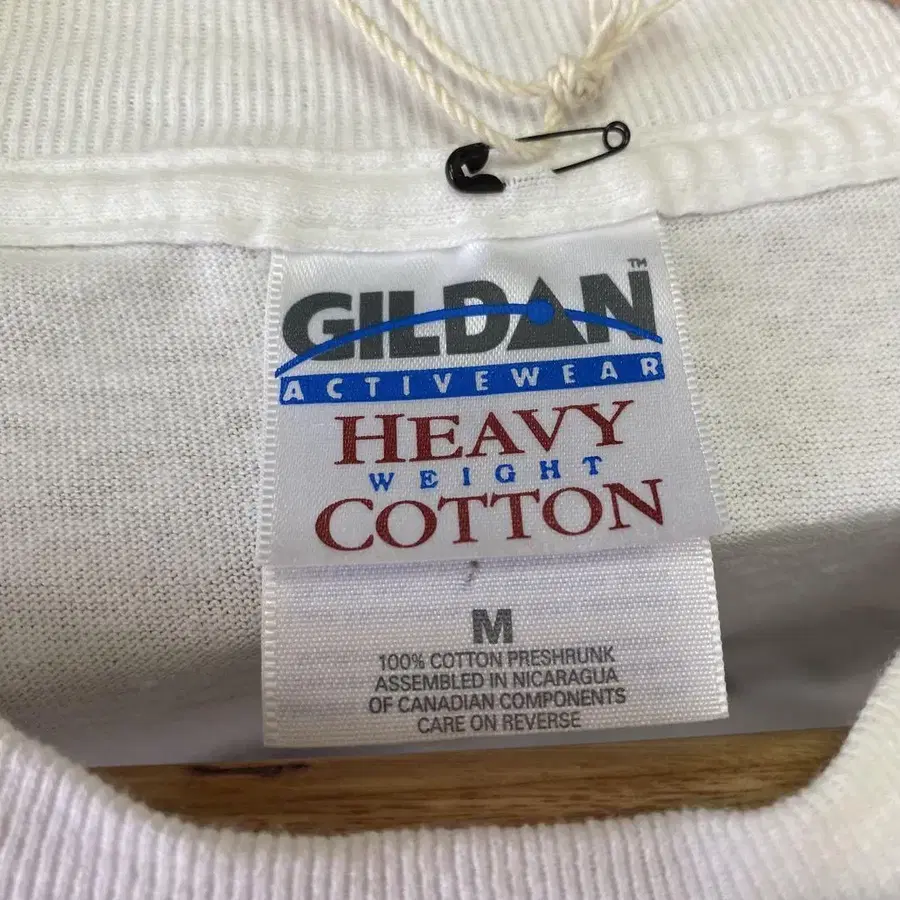 GILDAN™
ACTIVEWEAR
HEAVY
WEIGHT
COTTON
M
100% COTTON PRESHRUNK
ASSEMBLED IN NICARAGUA
OF CANADIAN COMPONENTS
CARE ON REVERSE